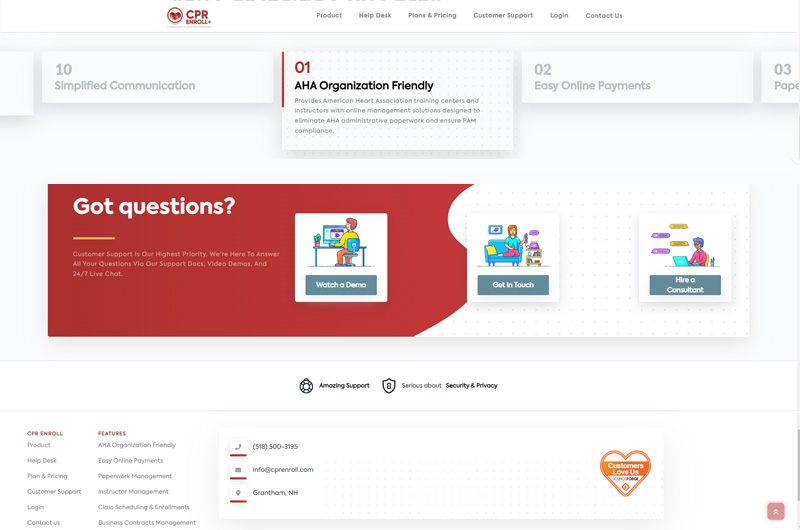 CPR
ENROLL+
Product
Help Desk
Plans & Pricing
Customer Support
Login
Contact Us
10
Simplified Communication
01
AHA Organization Friendly
Provides American Heart Association training centers and
instructors with online management solutions designed to
eliminate AHA administrative paperwork and ensure PAM
compliance.
02
Easy Online Payments
03
Got questions?
Customer Support Is Our Highest Priority. We're Here To Answer
All Your Questions Via Our Support Docs, Video Demos, And
24/7 Live Chat.
Watch a Demo
Get In Touch
Hire a
Consultant
Amazing Support
Serious about Security & Privacy
CPR ENROLL
Product
Help Desk
Plan & Pricing
Customer Support
Login
Contact us
FEATURES
AHA Organization Friendly
Easy Online Payments
Paperwork Management
Instructor Management
Class Scheduling & Enrollments
Business Contracts Management
(518) 500-3195
info@cprenroll.com
Grantham, NH
Customers
Love Us
SOURCEFORGE